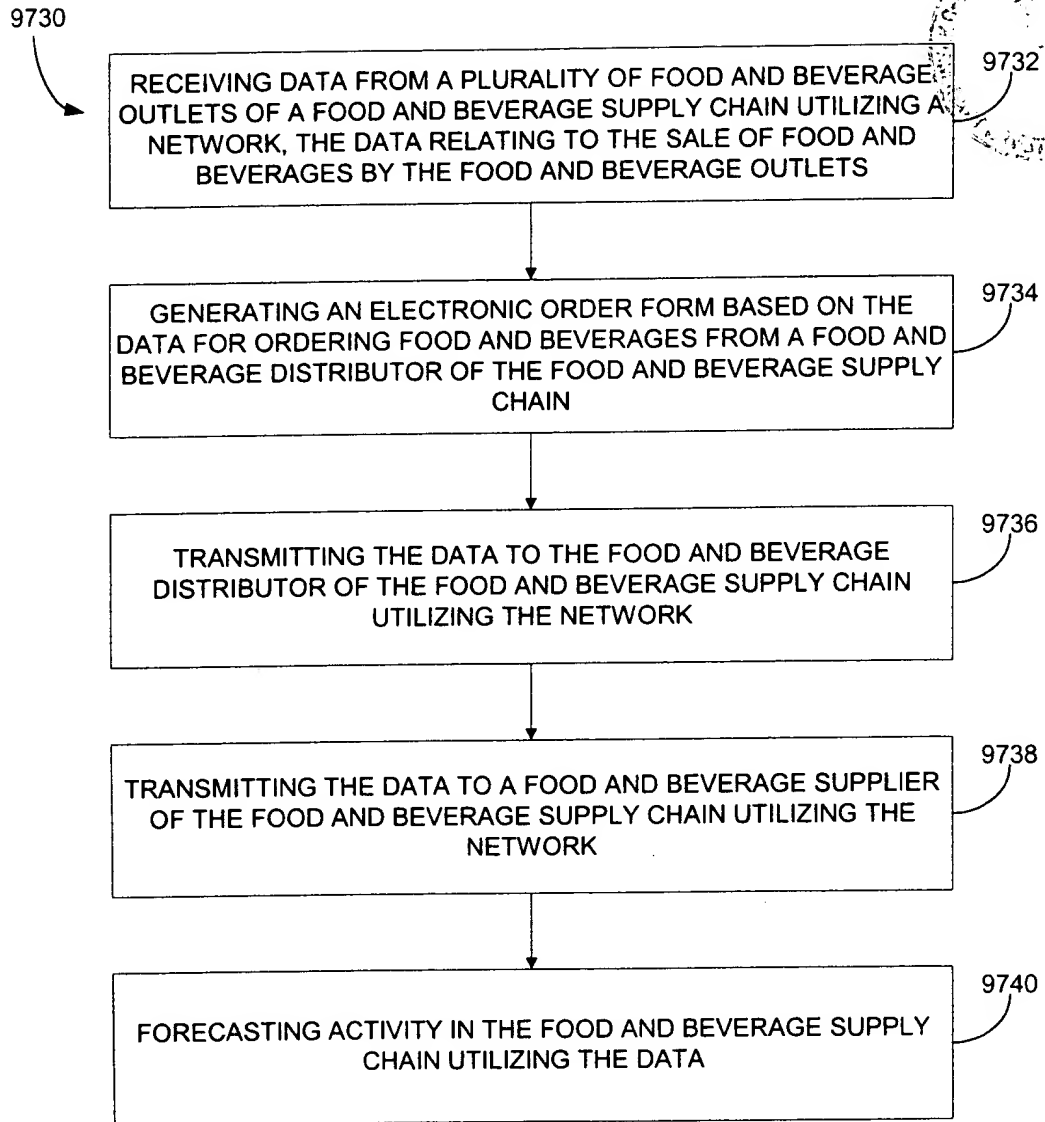 9730
RECEIVING DATA FROM A PLURALITY OF FOOD AND BEVERAGE
OUTLETS OF A FOOD AND BEVERAGE SUPPLY CHAIN UTILIZING A
NETWORK, THE DATA RELATING TO THE SALE OF FOOD AND
BEVERAGES BY THE FOOD AND BEVERAGE OUTLETS
9732
GENERATING AN ELECTRONIC ORDER FORM BASED ON THE
DATA FOR ORDERING FOOD AND BEVERAGES FROM A FOOD AND
BEVERAGE DISTRIBUTOR OF THE FOOD AND BEVERAGE SUPPLY
CHAIN
9734
TRANSMITTING THE DATA TO THE FOOD AND BEVERAGE
DISTRIBUTOR OF THE FOOD AND BEVERAGE SUPPLY CHAIN
UTILIZING THE NETWORK
9736
TRANSMITTING THE DATA TO A FOOD AND BEVERAGE SUPPLIER
OF THE FOOD AND BEVERAGE SUPPLY CHAIN UTILIZING THE
NETWORK
9738
FORECASTING ACTIVITY IN THE FOOD AND BEVERAGE SUPPLY
CHAIN UTILIZING THE DATA
9740